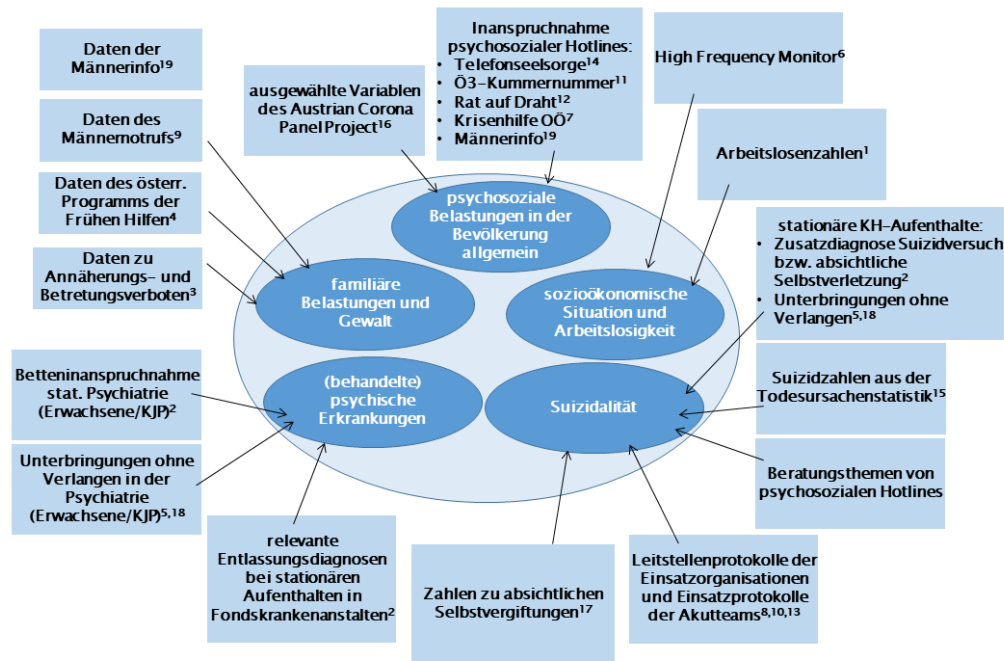 Daten der
Männerinfo¹⁹
Daten des
Männernotrufs⁹
Daten des österr.
Programms der
Frühen Hilfen⁴
Daten zu
Annäherungs- und
Betretungsverboten³
ausgewählte Variablen
des Austrian Corona
Panel Project¹⁶
Inanspruchnahme
psychosozialer Hotlines:
• Telefonseelsorge¹⁴
• Ö3-Kummernummer¹¹
• Rat auf Draht¹²
• Krisenhilfe OÖ⁷
• Männerinfo¹⁹
High Frequency Monitor⁶
Arbeitslosenzahlen¹
psychosoziale
Belastungen in der
Bevölkerung
allgemein
familiäre
Belastungen und
Gewalt
sozioökonomische
Situation und
Arbeitslosigkeit
(behandelte)
psychische
Erkrankungen
Suizidalität
stationäre KH-Aufenthalte:
• Zusatzdiagnose Suizidversuch
bzw. absichtliche
Selbstverletzung²
• Unterbringungen ohne
Verlangen⁵,¹⁸
Suizidzahlen aus der
Todesursachenstatistik¹⁵
Beratungsthemen von
psychosozialen Hotlines
Betteninanspruchnahme
stat. Psychiatrie
(Erwachsene/KJP)²
Unterbringungen ohne
Verlangen in der
Psychiatrie
(Erwachsene/KJP)⁵,¹⁸
relevante
Entlassungsdiagnosen
bei stationären
Aufenthalten in
Fondskrankenanstalten²
Zahlen zu absichtlichen
Selbstvergiftungen¹⁷
Leitstellenprotokolle der
Einsatzorganisationen
und Einsatzprotokolle
der Akutteams⁸,¹⁰,¹³